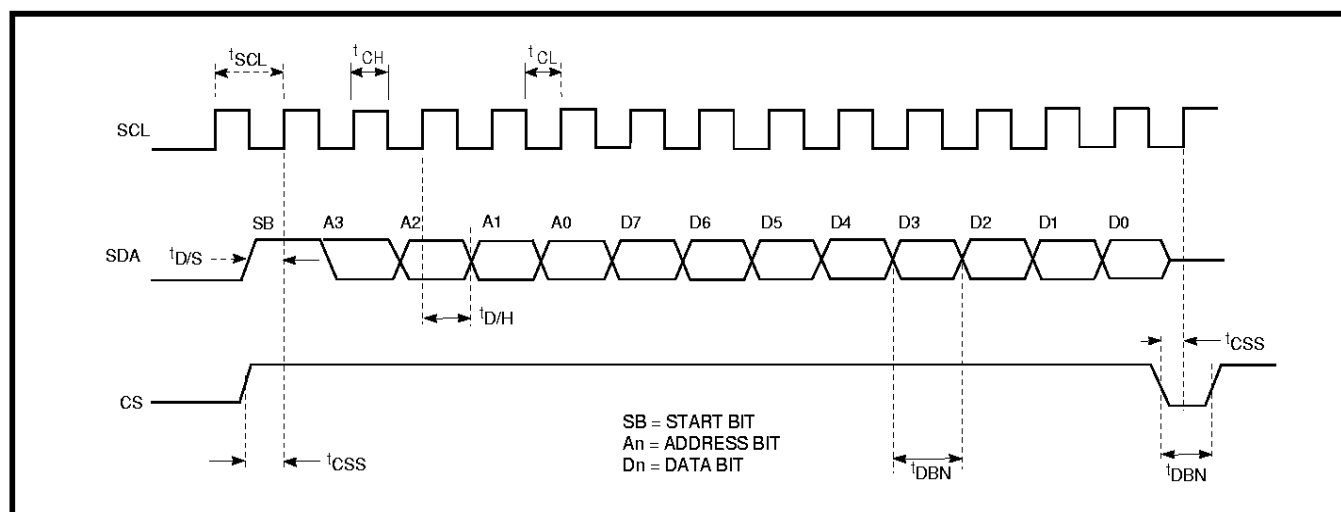 tSCL
tCH
tCL
SCL
SB A3 A2 A1 A0 D7 D6 D5 D4 D3 D2 D1 D0
tD/S
SDA
tD/H
tCSS
CS
SB = START BIT
An = ADDRESS BIT
Dn = DATA BIT
tCSS
tDBN
tDBN